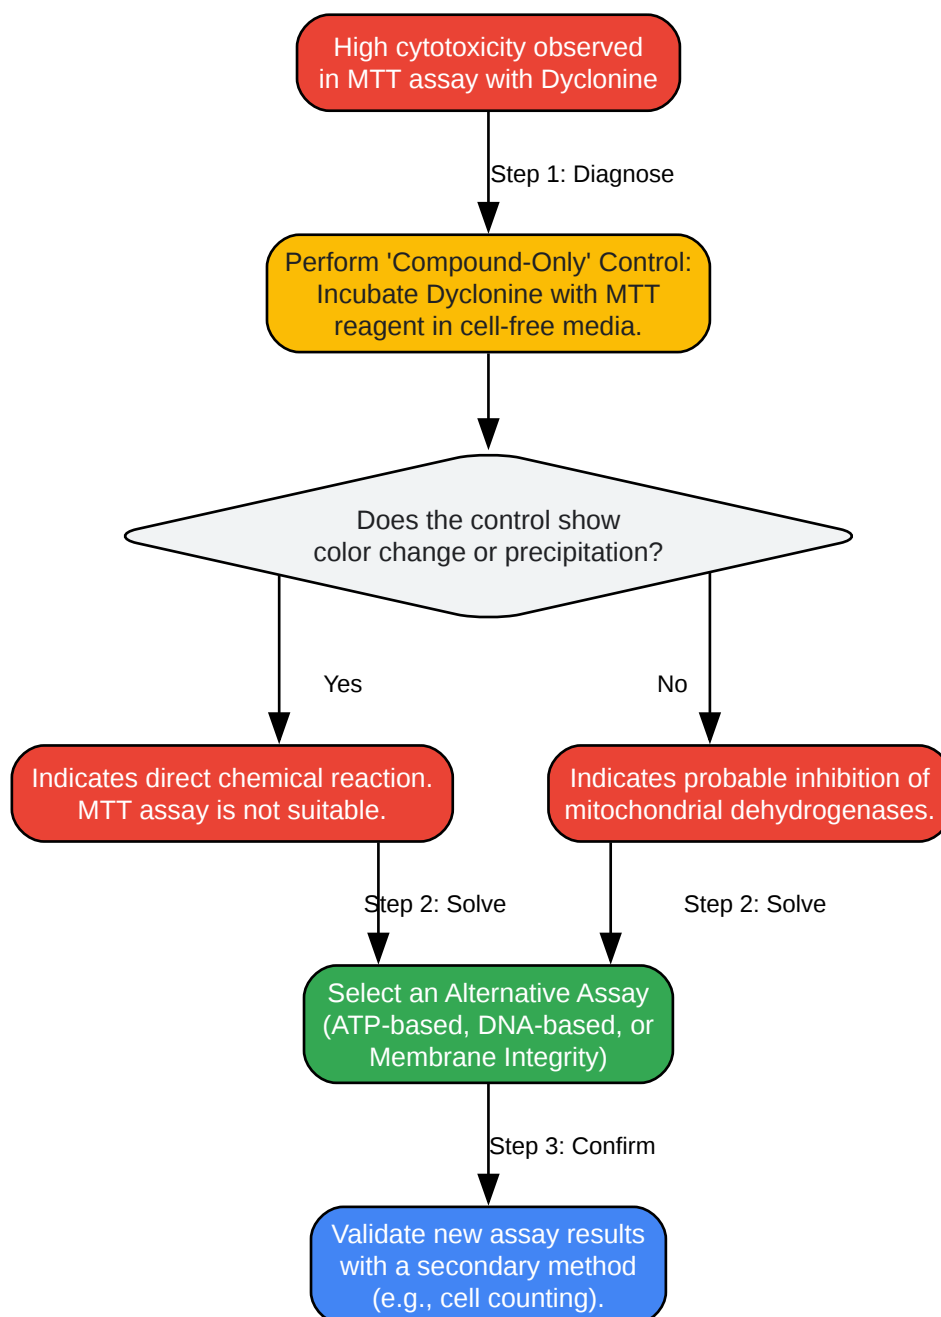 High cytotoxicity observed
in MTT assay with Dyclonine
Step 1: Diagnose
Perform 'Compound-Only' Control:
Incubate Dyclonine with MTT
reagent in cell-free media.
Does the control show
color change or precipitation?
Yes
No
Indicates direct chemical reaction.
MTT assay is not suitable.
Indicates probable inhibition of
mitochondrial dehydrogenases.
Step 2: Solve
Step 2: Solve
Select an Alternative Assay
(ATP-based, DNA-based, or
Membrane Integrity)
Step 3: Confirm
Validate new assay results
with a secondary method
(e.g., cell counting).